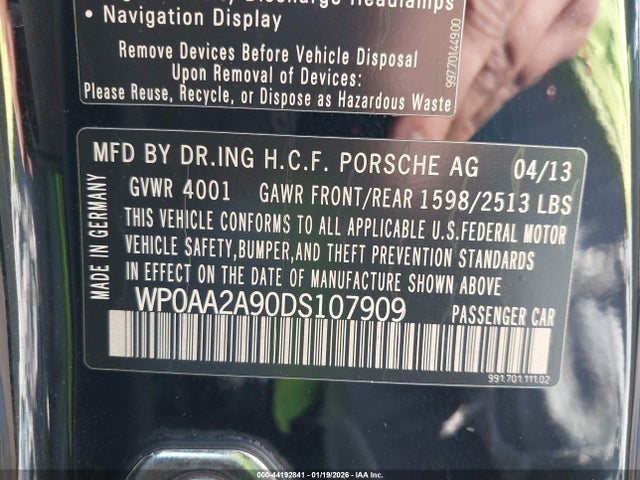 Discharge Headlamps
• Navigation Display
Remove Devices Before Vehicle Disposal
Upon Removal of Devices:
Please Reuse, Recycle, or Dispose as Hazardous Waste
997.701.449.00
MFD BY DR.ING H.C.F. PORSCHE AG 04/13
GVWR 4001 GAWR FRONT/REAR 1598/2513 LBS
THIS VEHICLE CONFORMS TO ALL APPLICABLE U.S.FEDERAL MOTOR
VEHICLE SAFETY,BUMPER,AND THEFT PREVENTION STANDARDS
IN EFFECT ON THE DATE OF MANUFACTURE SHOWN ABOVE
MADE IN GERMANY
WP0AA2A90DS107909 PASSENGER CAR
991.701.111.02
000-44192841 - 01/19/2026 - IAA Inc.